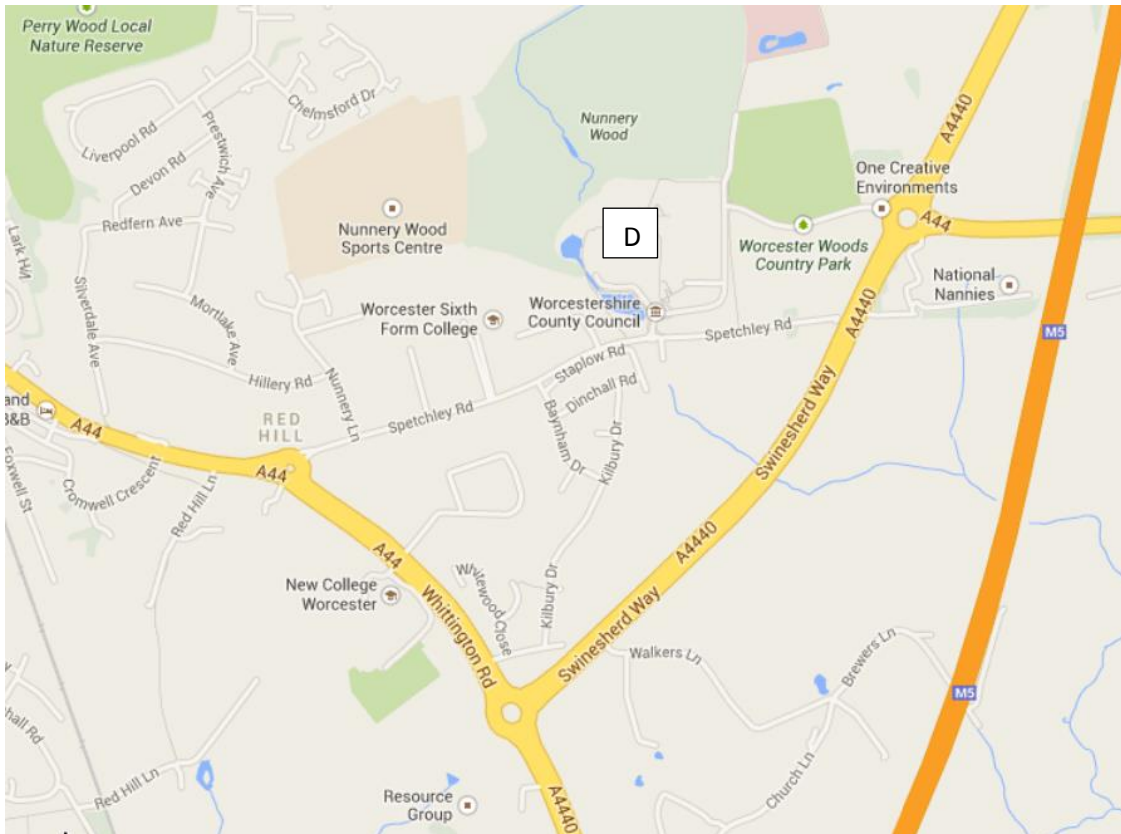 Perry Wood Local
Nature Reserve
Chelmsford Dr
Liverpool Rd
Prestwich Ave
Devon Rd
Redfern Ave
Nunnery
Wood
A4440
One Creative
Environments
A44
Nunnery Wood
Sports Centre
D
Worcester Woods
Country Park
Silverdale Ave
Mortlake Ave
Worcester Sixth
Form College
Worcestershire
County Council
National
Nannies
Spetchley Rd
A4440
M5
Hillery Rd
Nunnery Ln
Staplow Rd
Dinchall Rd
Spetchley Rd
Baynham Dr
Kilbury Dr
Swinesherd Way
and
B&B
A44
RED
HILL
A44
Foxwell St
Cromwell Crescent
Red Hill Ln
A44
A4440
New College
Worcester
Whitewood Close
Whittington Rd
Kilbury Dr
Swinesherd Way
Walkers Ln
Brewers Ln
M5
Church Ln
hall Rd
Red Hill Ln
Resource
Group
A4440